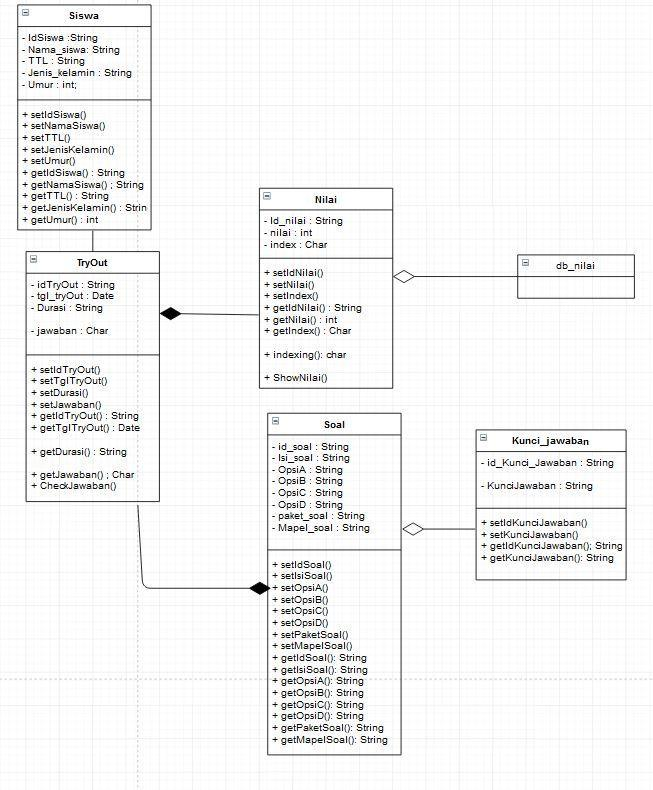 Siswa
- IdSiswa :String
- Nama_siswa: String
- TTL : String
- Jenis_kelamin : String
- Umur : int;
+ setIdSiswa()
+ setNamaSiswa()
+ setTTL()
+ setJenisKelamin()
+ setUmur()
+ getIdSiswa() : String
+ getNamaSiswa() ; String
+ getTTL() : String
+ getJenisKelamin() : Strin
+ getUmur() : int
TryOut
- idTryOut : String
- tgl_tryOut : Date
- Durasi : String
- jawaban : Char
+ setIdTryOut()
+ setTglTryOut()
+ setDurasi()
+ setJawaban()
+ getIdTryOut() : String
+ getTglTryOut() : Date
+ getDurasi() : String
+ getJawaban() ; Char
+ CheckJawaban()
Nilai
- Id_nilai : String
- nilai : int
- index : Char
+ setIdNilai()
+ setNilai()
+ setIndex()
+ getIdNilai() : String
+ getNilai() : int
+ getIndex() : Char
+ indexing(): char
+ ShowNilai()
db_nilai
Soal
- id_soal : String
- Isi_soal : String
- OpsiA : String
- OpsiB : String
- OpsiC : String
- OpsiD : String
- paket_soal : String
- Mapel_soal : String
+ setIdSoal()
+ setIsiSoal()
+ setOpsiA()
+ setOpsiB()
+ setOpsiC()
+ setOpsiD()
+ setPaketSoal()
+ setMapelSoal()
+ getIdSoal(): String
+ getIsiSoal(): String
+ getOpsiA(): String
+ getOpsiB(): String
+ getOpsiC(): String
+ getOpsiD(): String
+ getPaketSoal(): String
+ getMapelSoal(): String
Kunci_jawaban
- id_Kunci_Jawaban : String
- KunciJawaban : String
+ setIdKunciJawaban()
+ setKunciJawaban()
+ getIdKunciJawaban(); String
+ getKunciJawaban(): String